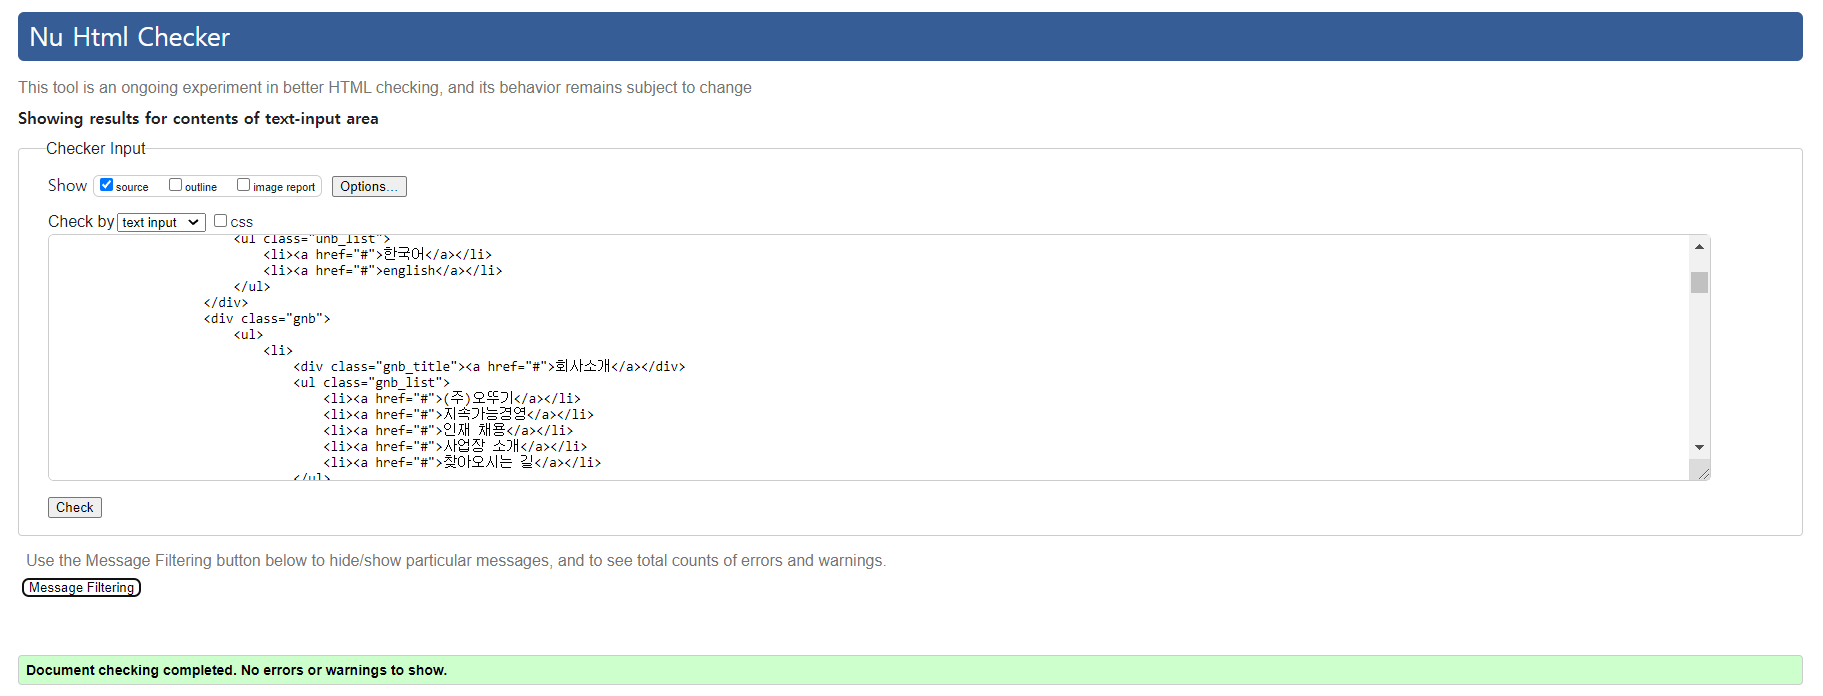 Nu Html Checker
This tool is an ongoing experiment in better HTML checking, and its behavior remains subject to change
Showing results for contents of text-input area
Checker Input
Show source outline image report Options...
Check by text input css
<ul class="unb_list">
<li><a href="#">한국어</a></li>
<li><a href="#">english</a></li>
</ul>
</div>
<div class="gnb">
<ul>
<li>
<div class="gnb_title"><a href="#">회사소개</a></div>
<ul class="gnb_list">
<li><a href="#">(주)오뚜기</a></li>
<li><a href="#">지속가능경영</a></li>
<li><a href="#">인재 채용</a></li>
<li><a href="#">사업장 소개</a></li>
<li><a href="#">찾아오시는 길</a></li>
</ul>
Check
Use the Message Filtering button below to hide/show particular messages, and to see total counts of errors and warnings.
Message Filtering
Document checking completed. No errors or warnings to show.